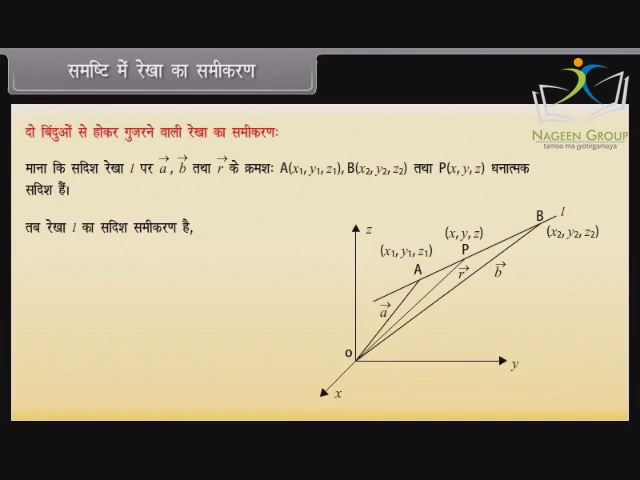 समष्टि में रेखा का समीकरण
NAGEEN GROUP
tamso ma jyotirgamaya
दो बिंदुओं से होकर गुजरने वाली रेखा का समीकरणः
माना कि सदिश रेखा l पर a⃗, b⃗ तथा r⃗ के क्रमशः A(x₁, y₁, z₁), B(x₂, y₂, z₂) तथा P(x, y, z) धनात्मक
सदिश हैं।
तब रेखा l का सदिश समीकरण है,
z
(x₁, y₁, z₁)
A
(x, y, z)
P
B
l
(x₂, y₂, z₂)
r⃗
b⃗
a⃗
O
y
x